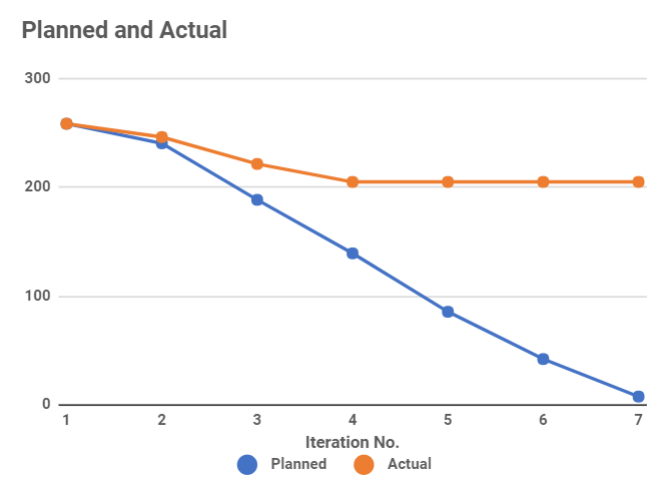 Planned and Actual
300
200
100
0
1 2 3 4 5 6 7
Iteration No.
Planned Actual